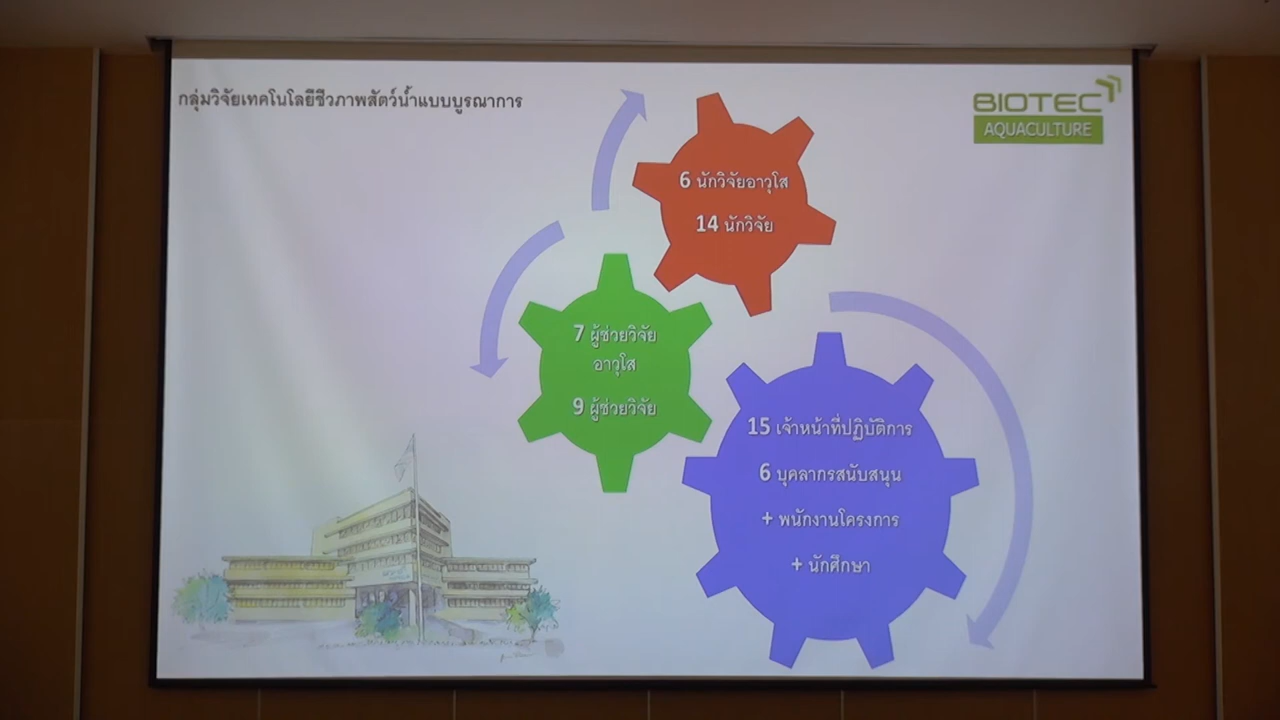 กลุ่มวิจัยเทคโนโลยีชีวภาพสัตว์น้ำแบบบูรณาการ
BIOTEC
AQUACULTURE
6 นักวิจัยอาวุโส
14 นักวิจัย
7 ผู้ช่วยวิจัย
อาวุโส
9 ผู้ช่วยวิจัย
15 เจ้าหน้าที่ปฏิบัติการ
6 บุคลากรสนับสนุน
+ พนักงานโครงการ
+ นักศึกษา